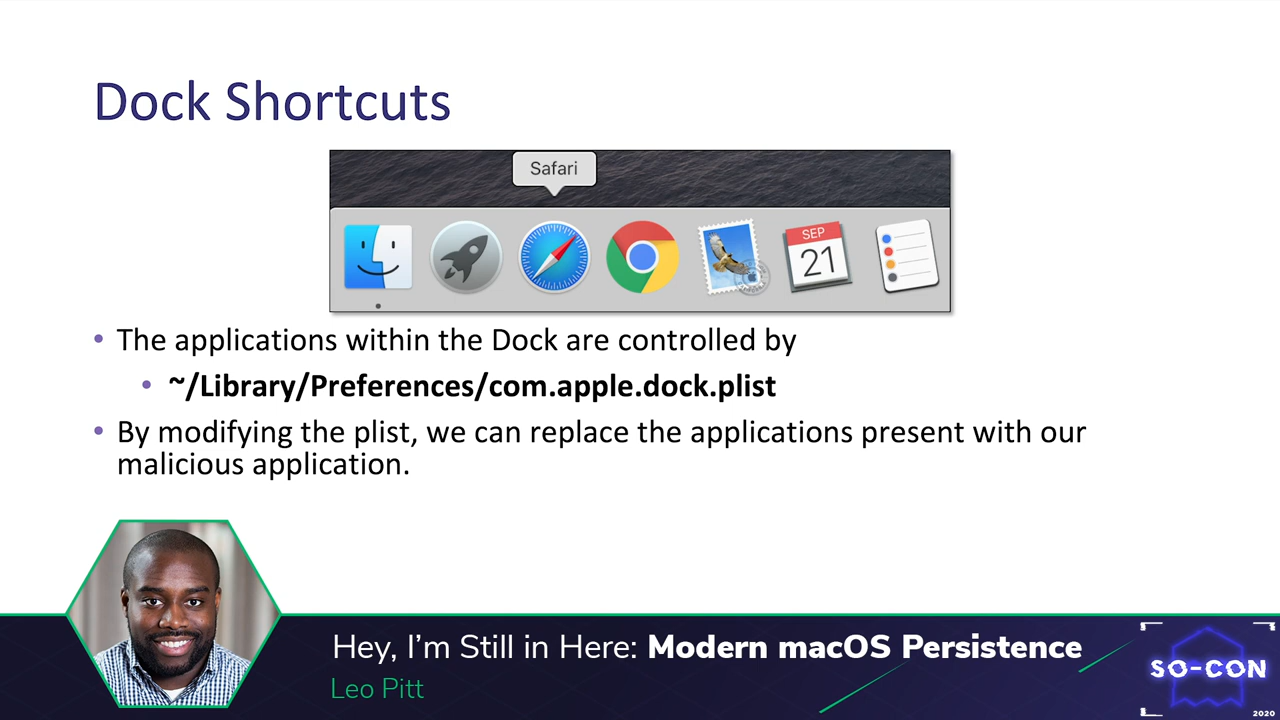 Dock Shortcuts
Safari
SEP
21
• The applications within the Dock are controlled by
• ~/Library/Preferences/com.apple.dock.plist
• By modifying the plist, we can replace the applications present with our
malicious application.
Hey, I’m Still in Here: Modern macOS Persistence
Leo Pitt
SO-CON
2020